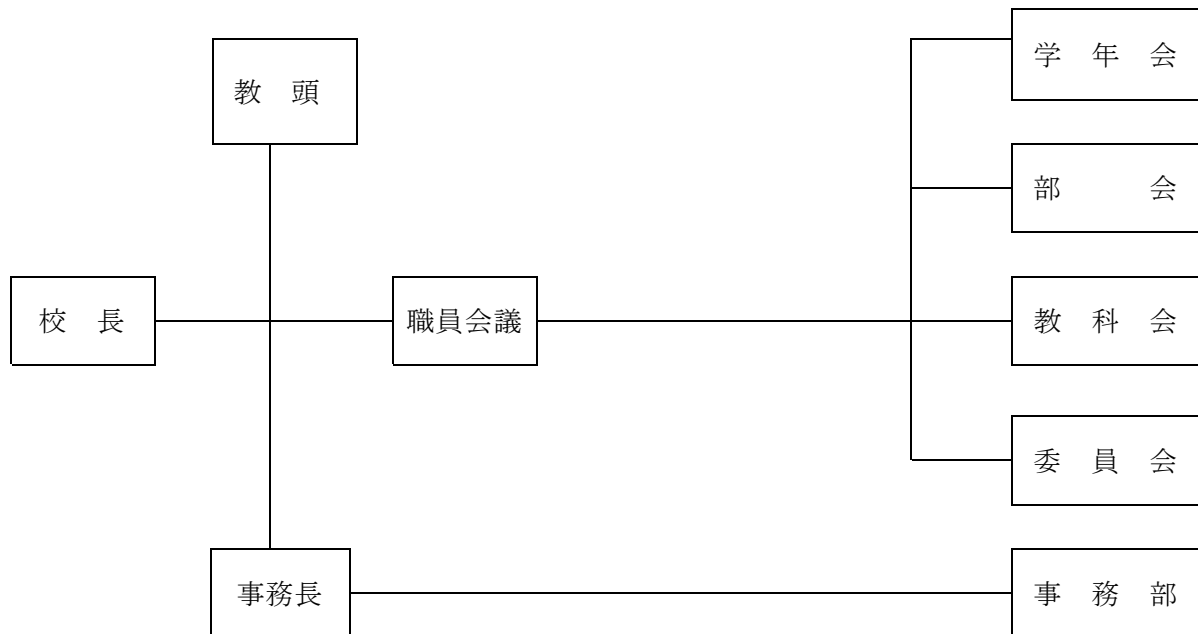 学　年　会
教　頭
部　　　会
校　長
職員会議
教　科　会
委　員　会
事務長
事　務　部